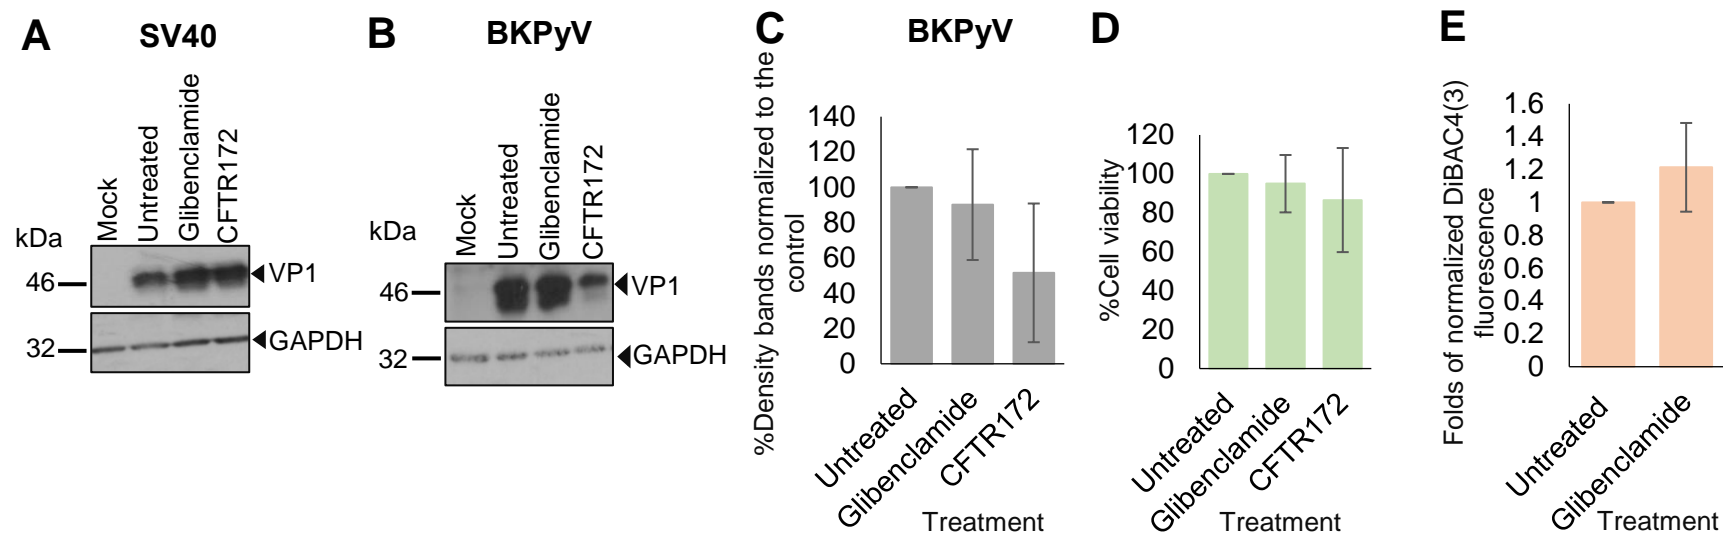 A
SV40
Mock
Untreated
Glibenclamide
CFTR172
kDa
46
VP1
32
GAPDH
B
BKPyV
Mock
Untreated
Glibenclamide
CFTR172
kDa
46
VP1
32
GAPDH
C
BKPyV
%Density bands normalized to the
control
140
120
100
80
60
40
20
0
Untreated
Glibenclamide
CFTR172
Treatment
D
%Cell viability
120
100
80
60
40
20
0
Untreated
Glibenclamide
CFTR172
Treatment
E
Folds of normalized DiBAC4(3)
fluorescence
1.6
1.4
1.2
1
0.8
0.6
0.4
0.2
0
Untreated
Glibenclamide
Treatment